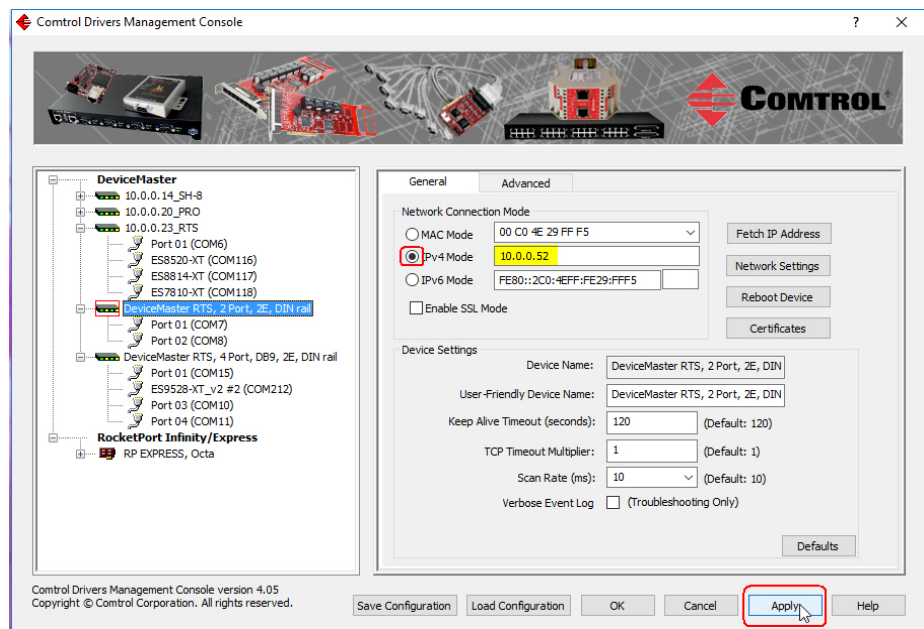 Comtrol Drivers Management Console
? ×
COMTROL
DeviceMaster
10.0.0.14_SH-8
10.0.0.20_PRO
10.0.0.23_RTS
Port 01 (COM6)
ES8520-XT (COM116)
ES8814-XT (COM117)
ES7810-XT (COM118)
DeviceMaster RTS, 2 Port, 2E, DIN rail
Port 01 (COM7)
Port 02 (COM8)
DeviceMaster RTS, 4 Port, DB9, 2E, DIN rail
Port 01 (COM15)
ES9528-XT_v2 #2 (COM212)
Port 03 (COM10)
Port 04 (COM11)
RocketPort Infinity/Express
RP EXPRESS, Octa
General Advanced
Network Connection Mode
MAC Mode 00 C0 4E 29 FF F5
IPv4 Mode 10.0.0.52
IPv6 Mode FE80::2C0:4EFF:FE29:FFF5
Enable SSL Mode
Fetch IP Address
Network Settings
Reboot Device
Certificates
Device Settings
Device Name: DeviceMaster RTS, 2 Port, 2E, DIN
User-Friendly Device Name: DeviceMaster RTS, 2 Port, 2E, DIN
Keep Alive Timeout (seconds): 120 (Default: 120)
TCP Timeout Multiplier: 1 (Default: 1)
Scan Rate (ms): 10 (Default: 10)
Verbose Event Log (Troubleshooting Only)
Defaults
Comtrol Drivers Management Console version 4.05
Copyright © Comtrol Corporation. All rights reserved.
Save Configuration Load Configuration OK Cancel Apply Help